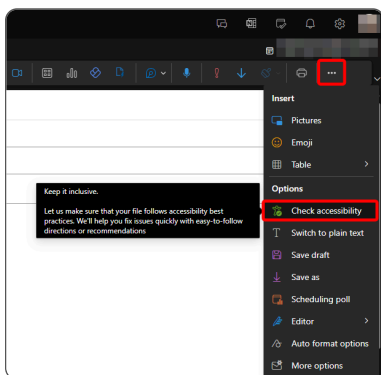 Insert
Pictures
Emoji
Table
Options
Keep it inclusive.
Let us make sure that your file follows accessibility best
practices. We'll help you fix issues quickly with easy-to-follow
directions or recommendations
Check accessibility
Switch to plain text
Save draft
Save as
Scheduling poll
Editor
Auto format options
More options